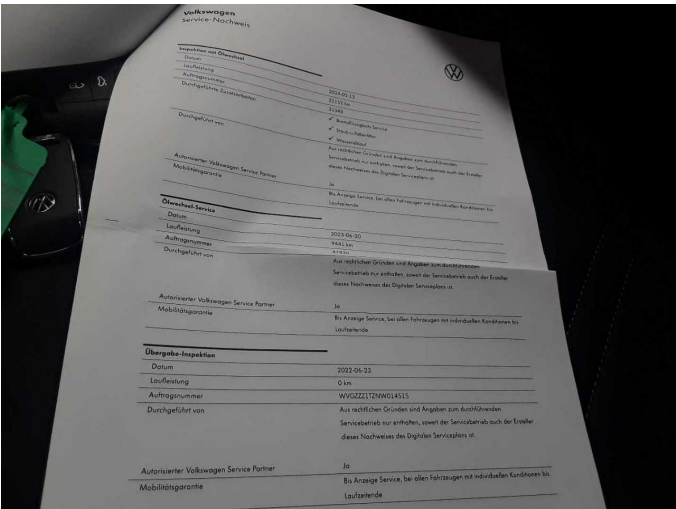 Volkswagen
Service-Nachweis
Inspektion mit Ölwechsel
Datum
Laufleistung 31152 km
Auftragsnummer 31349
Durchgeführte Zusatzarbeiten ✓ Bremsflüssigkeits Service
✓ Staub u. Pollenfilter
✓ Wasserablauf
Durchgeführt von Aus rechtlichen Gründen sind Angaben zum durchführenden
Servicebetrieb nur enthalten, soweit der Servicebetrieb auch der Ersteller
dieses Nachweises des Digitalen Serviceplans ist.
Autorisierter Volkswagen Service Partner Ja
Mobilitätsgarantie Bis Anzeige Service, bei allen Fahrzeugen mit individuellen Konditionen bis
Laufzeitende
Ölwechsel-Service
Datum 2023-06-20
Laufleistung 9441 km
Auftragsnummer
Durchgeführt von Aus rechtlichen Gründen sind Angaben zum durchführenden
Servicebetrieb nur enthalten, soweit der Servicebetrieb auch der Ersteller
dieses Nachweises des Digitalen Serviceplans ist.
Autorisierter Volkswagen Service Partner Ja
Mobilitätsgarantie Bis Anzeige Service, bei allen Fahrzeugen mit individuellen Konditionen bis
Laufzeitende
Übergabe-Inspektion
Datum 2022-06-23
Laufleistung 0 km
Auftragsnummer WVGZZZ1TZNW014515
Durchgeführt von Aus rechtlichen Gründen sind Angaben zum durchführenden
Servicebetrieb nur enthalten, soweit der Servicebetrieb auch der Ersteller
dieses Nachweises des Digitalen Serviceplans ist.
Autorisierter Volkswagen Service Partner Ja
Mobilitätsgarantie Bis Anzeige Service, bei allen Fahrzeugen mit individuellen Konditionen bis
Laufzeitende